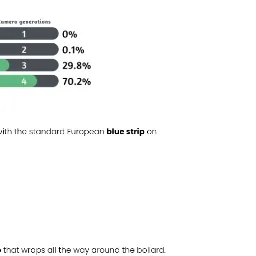 Camera generations
1 0%
2 0.1%
3 29.8%
4 70.2%
with the standard European blue strip on
that wraps all the way around the bollard.